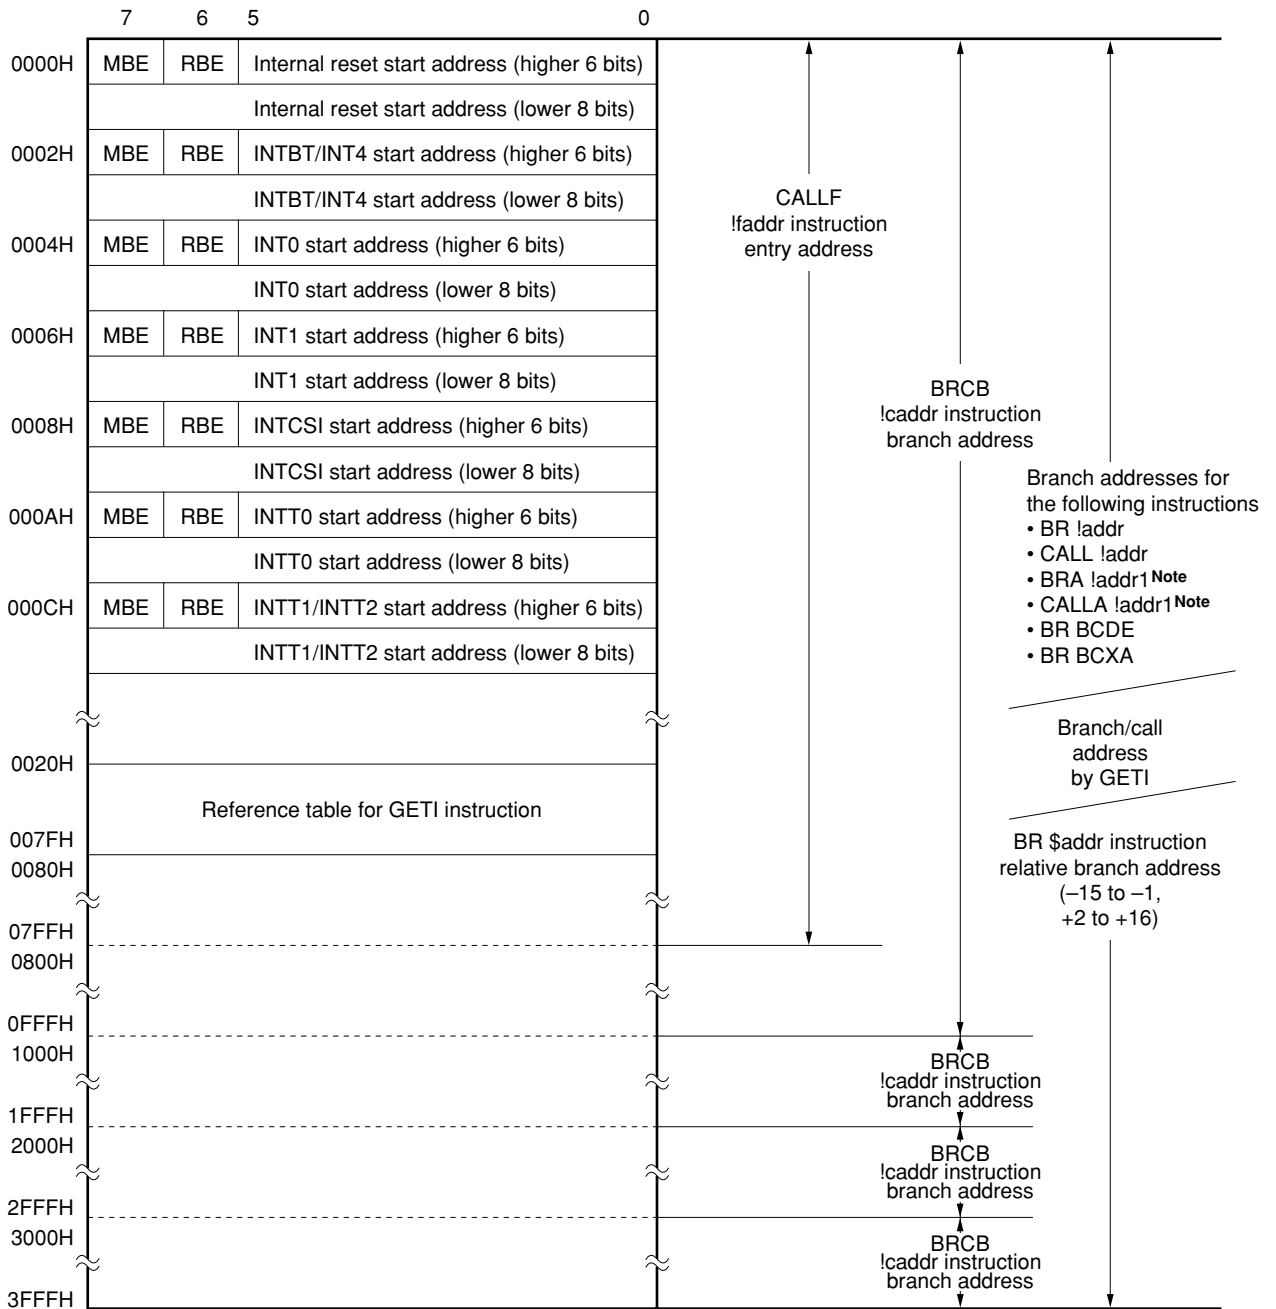 7 6 5 0
0000H MBE RBE Internal reset start address (higher 6 bits)
Internal reset start address (lower 8 bits)
0002H MBE RBE INTBT/INT4 start address (higher 6 bits)
INTBT/INT4 start address (lower 8 bits)
0004H MBE RBE INT0 start address (higher 6 bits)
INT0 start address (lower 8 bits)
0006H MBE RBE INT1 start address (higher 6 bits)
INT1 start address (lower 8 bits)
0008H MBE RBE INTCSI start address (higher 6 bits)
INTCSI start address (lower 8 bits)
000AH MBE RBE INTT0 start address (higher 6 bits)
INTT0 start address (lower 8 bits)
000CH MBE RBE INTT1/INTT2 start address (higher 6 bits)
INTT1/INTT2 start address (lower 8 bits)
0020H
Reference table for GETI instruction
007FH
0080H
07FFH
0800H
0FFFH
1000H
1FFFH
2000H
2FFFH
3000H
3FFFH
CALLF
!faddr instruction
entry address
BRCB
!caddr instruction
branch address
BRCB
!caddr instruction
branch address
BRCB
!caddr instruction
branch address
BRCB
!caddr instruction
branch address
Branch addresses for
the following instructions
• BR !addr
• CALL !addr
• BRA !addr1Note
• CALLA !addr1Note
• BR BCDE
• BR BCXA
Branch/call
address
by GETI
BR $addr instruction
relative branch address
(–15 to –1,
+2 to +16)